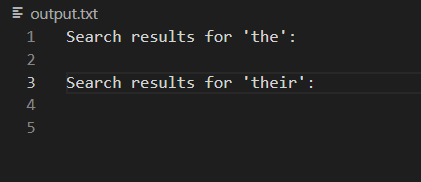 output.txt
1 Search results for 'the':
2
3 Search results for 'their':
4
5